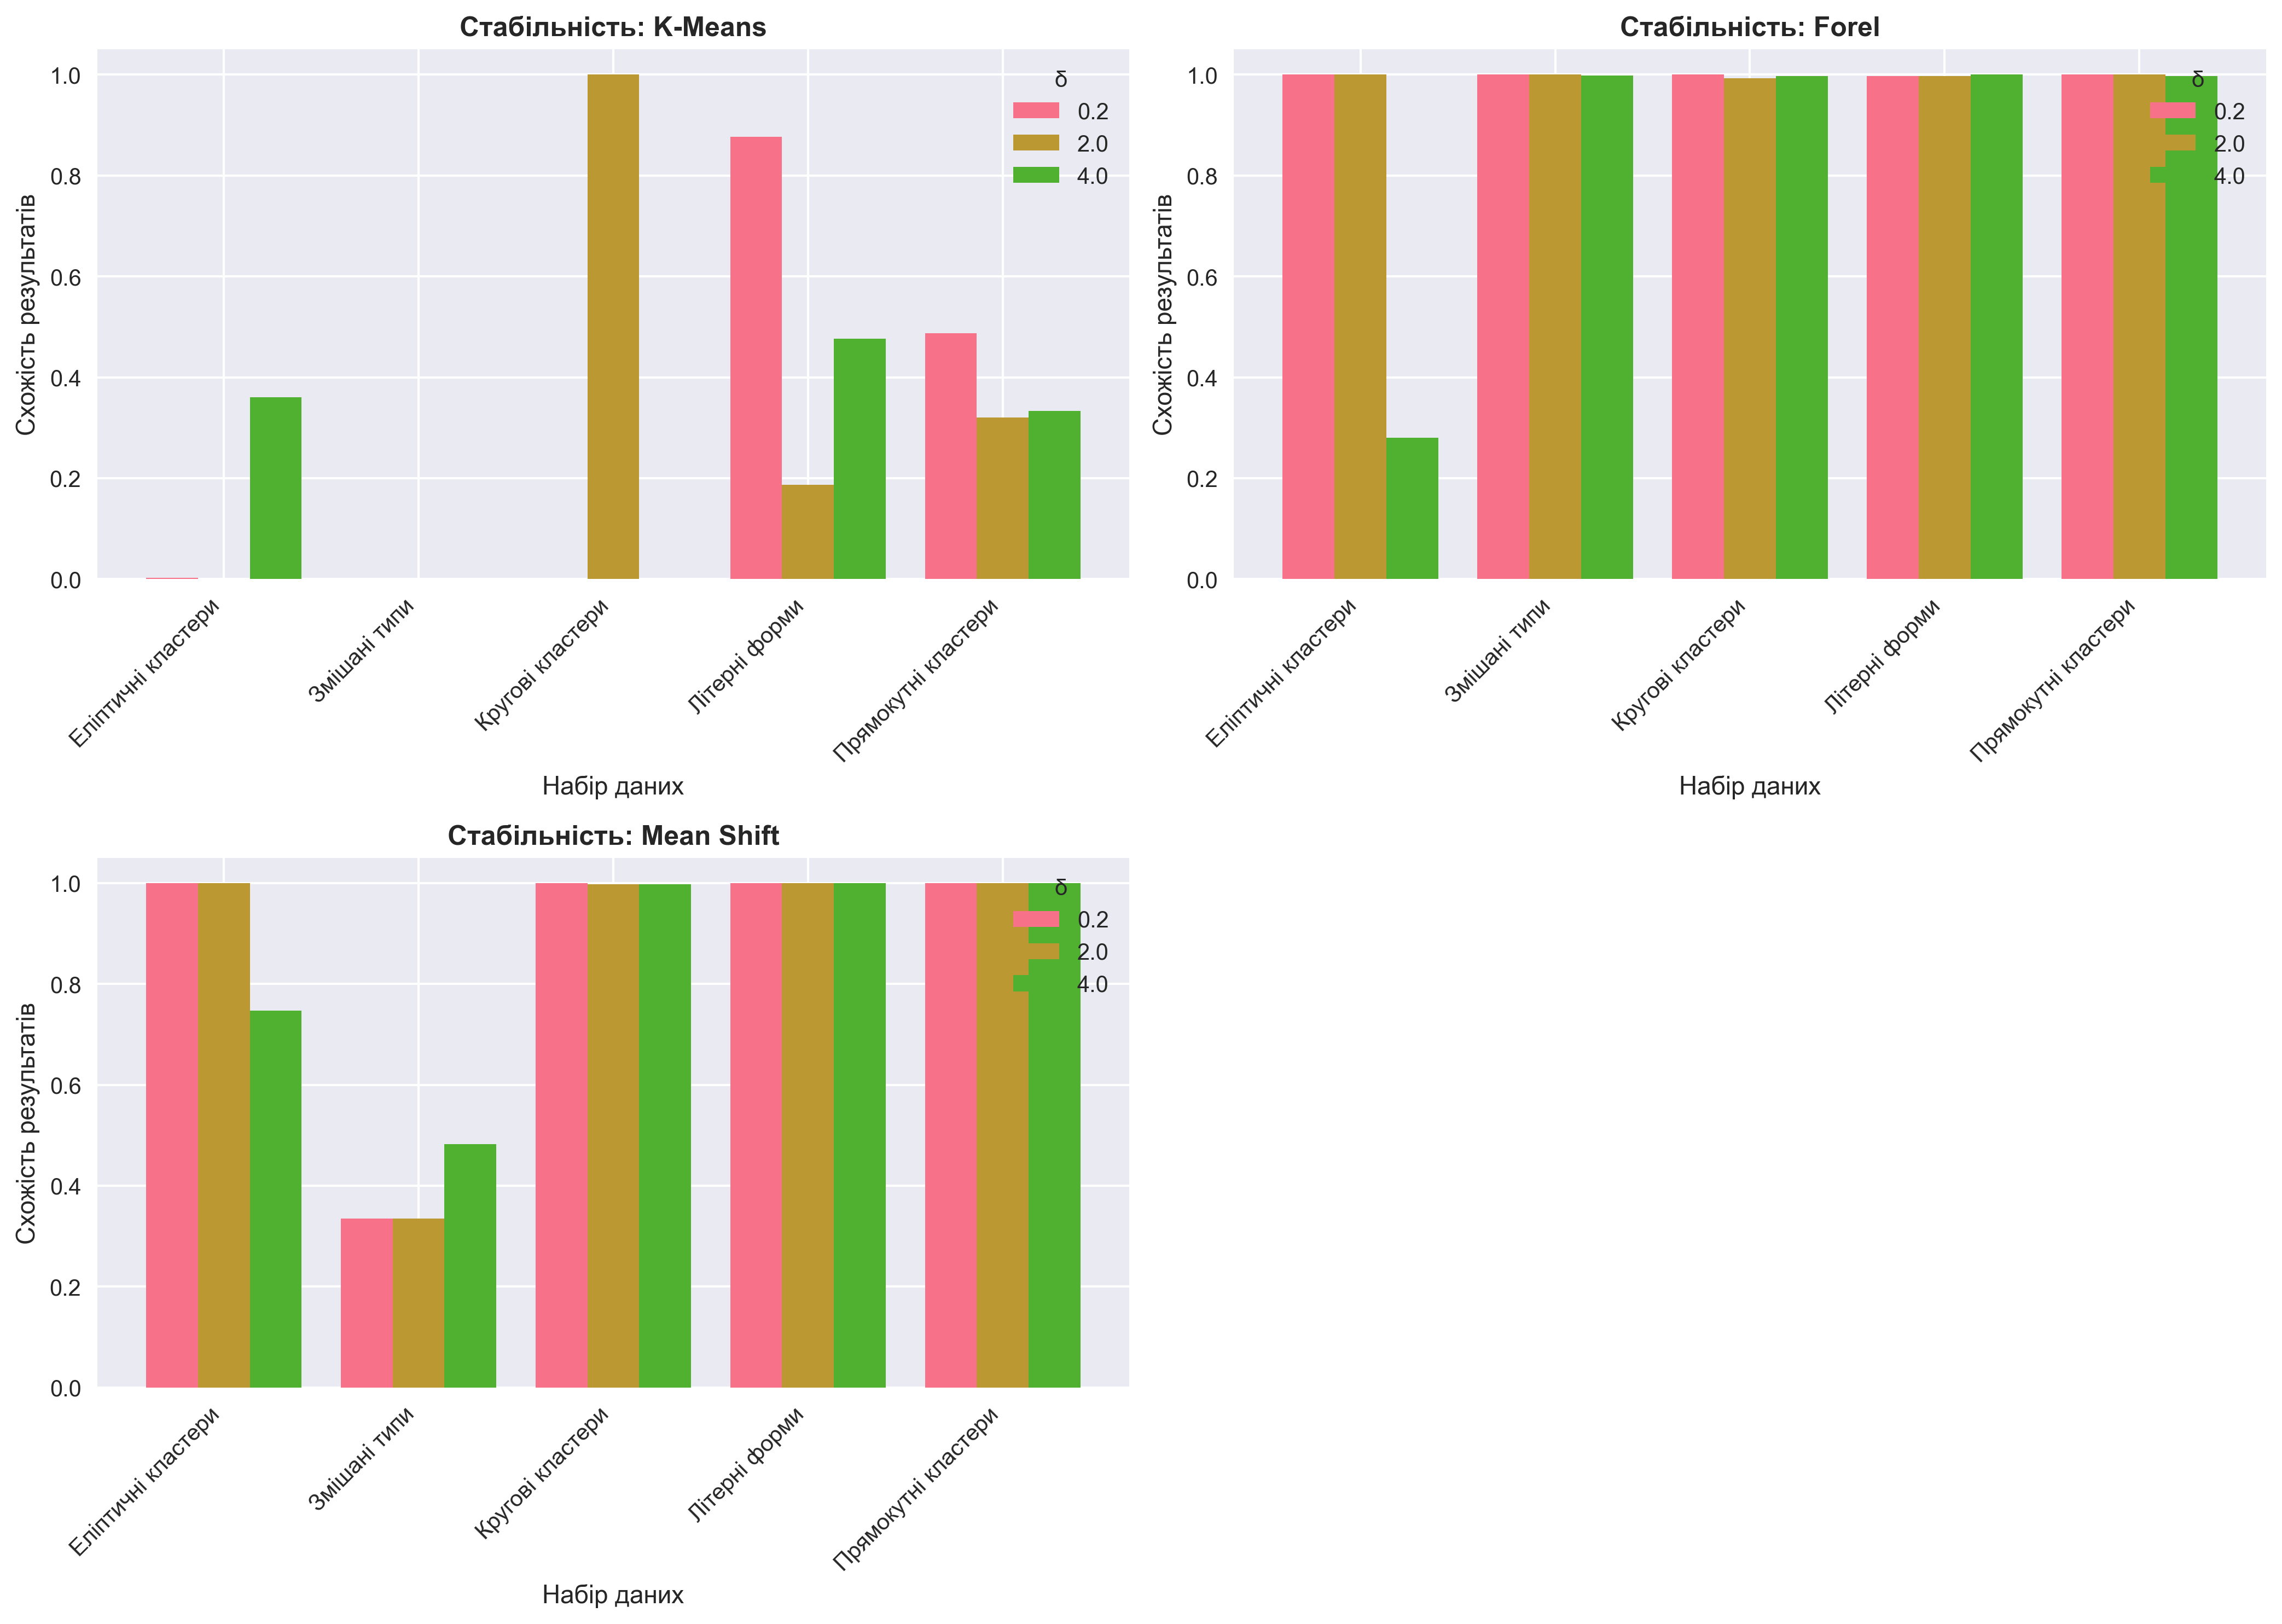 Стабільність: K-Means
Схожість результатів
1.0
0.8
0.6
0.4
0.2
0.0
δ
0.2
2.0
4.0
Еліптичні кластери
Змішані типи
Кругові кластери
Літерні форми
Прямокутні кластери
Набір даних
Стабільність: Forel
Схожість результатів
1.0
0.8
0.6
0.4
0.2
0.0
δ
0.2
2.0
4.0
Еліптичні кластери
Змішані типи
Кругові кластери
Літерні форми
Прямокутні кластери
Набір даних
Стабільність: Mean Shift
Схожість результатів
1.0
0.8
0.6
0.4
0.2
0.0
δ
0.2
2.0
4.0
Еліптичні кластери
Змішані типи
Кругові кластери
Літерні форми
Прямокутні кластери
Набір даних